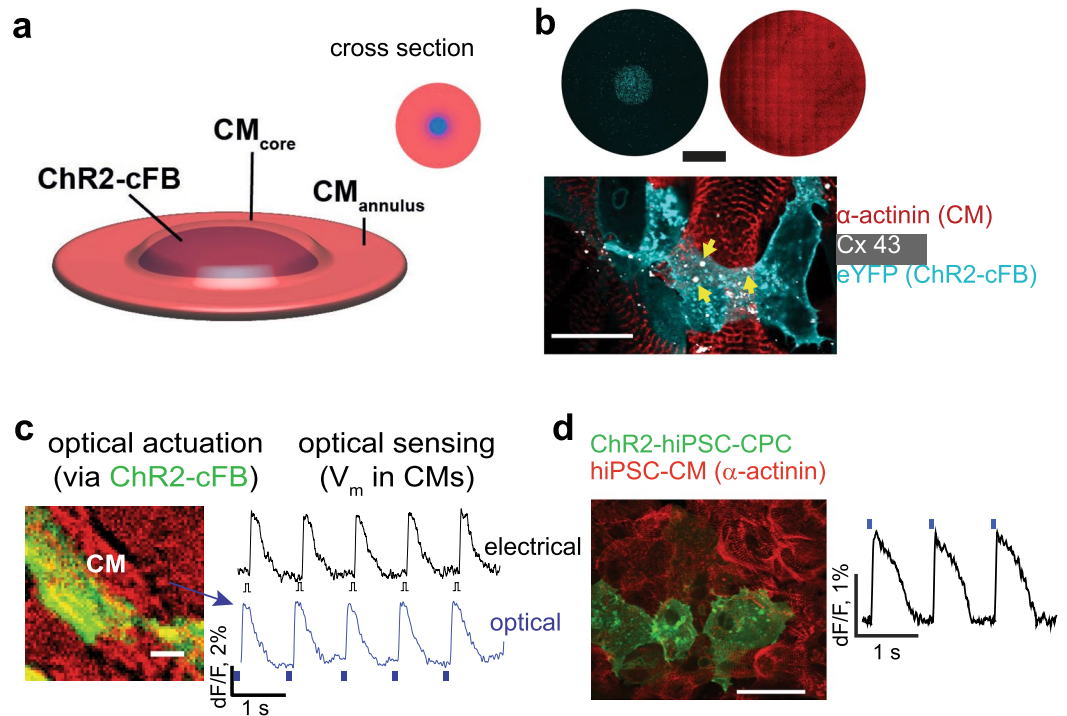 a
cross section
CMcore
ChR2-cFB
CMannulus
b
α-actinin (CM)
Cx 43
eYFP (ChR2-cFB)
c
optical actuation
(via ChR2-cFB)
optical sensing
(Vm in CMs)
CM
electrical
optical
dF/F, 2%
1 s
d
ChR2-hiPSC-CPC
hiPSC-CM (α-actinin)
dF/F, 1%
1 s